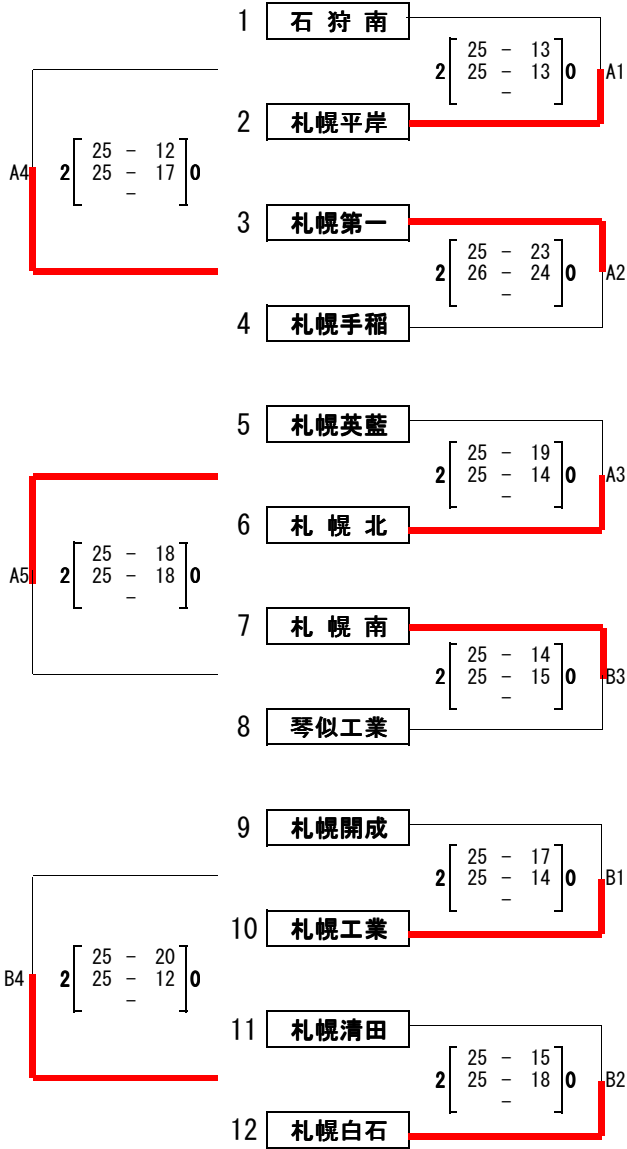 1 石狩南
25 - 13
2 25 - 13 0 A1
-
2 札幌平岸
25 - 12
A4 2 25 - 17 0
-
3 札幌第一
25 - 23
2 26 - 24 0 A2
-
4 札幌手稲
5 札幌英藍
25 - 19
2 25 - 14 0 A3
-
6 札幌北
25 - 18
A5 2 25 - 18 0
-
7 札幌南
25 - 14
2 25 - 15 0 B3
-
8 琴似工業
9 札幌開成
25 - 17
2 25 - 14 0 B1
-
10 札幌工業
25 - 20
B4 2 25 - 12 0
-
11 札幌清田
25 - 15
2 25 - 18 0 B2
-
12 札幌白石